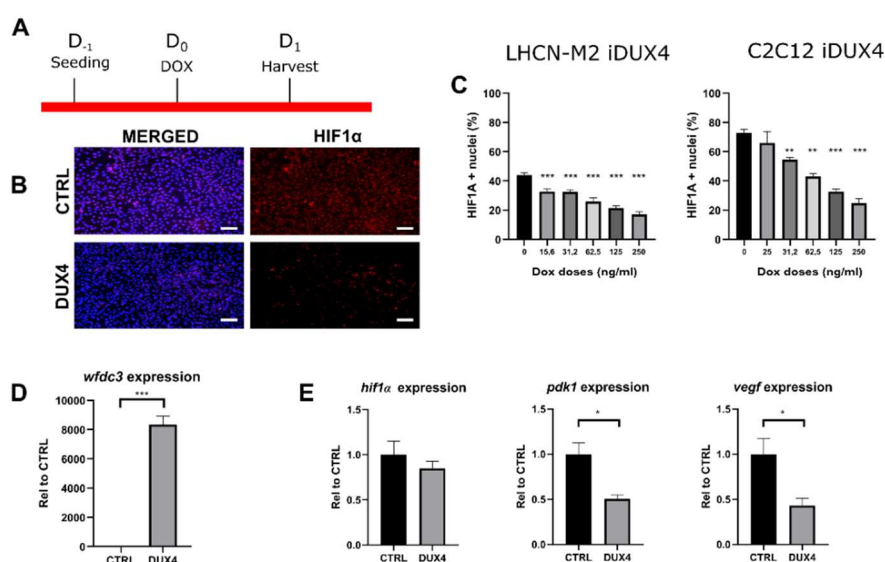 A
D-1
Seeding
D0
DOX
D1
Harvest
B
MERGED
HIF1α
CTRL
DUX4
C
LHCN-M2 iDUX4
C2C12 iDUX4
HIF1A + nuclei (%)
100
80
60
40
20
0
*** *** *** *** ***
0 15,6 31,2 62,5 125 250
Dox doses (ng/ml)
HIF1A + nuclei (%)
100
80
60
40
20
0
** ** *** ***
0 25 31,2 62,5 125 250
Dox doses (ng/ml)
D
wfdc3 expression
Rel to CTRL
10000
8000
6000
4000
2000
0
***
CTRL DUX4
E
hif1α expression
Rel to CTRL
1.5
1.0
0.5
0.0
CTRL DUX4
pdk1 expression
Rel to CTRL
1.5
1.0
0.5
0.0
*
CTRL DUX4
vegf expression
Rel to CTRL
1.5
1.0
0.5
0.0
*
CTRL DUX4